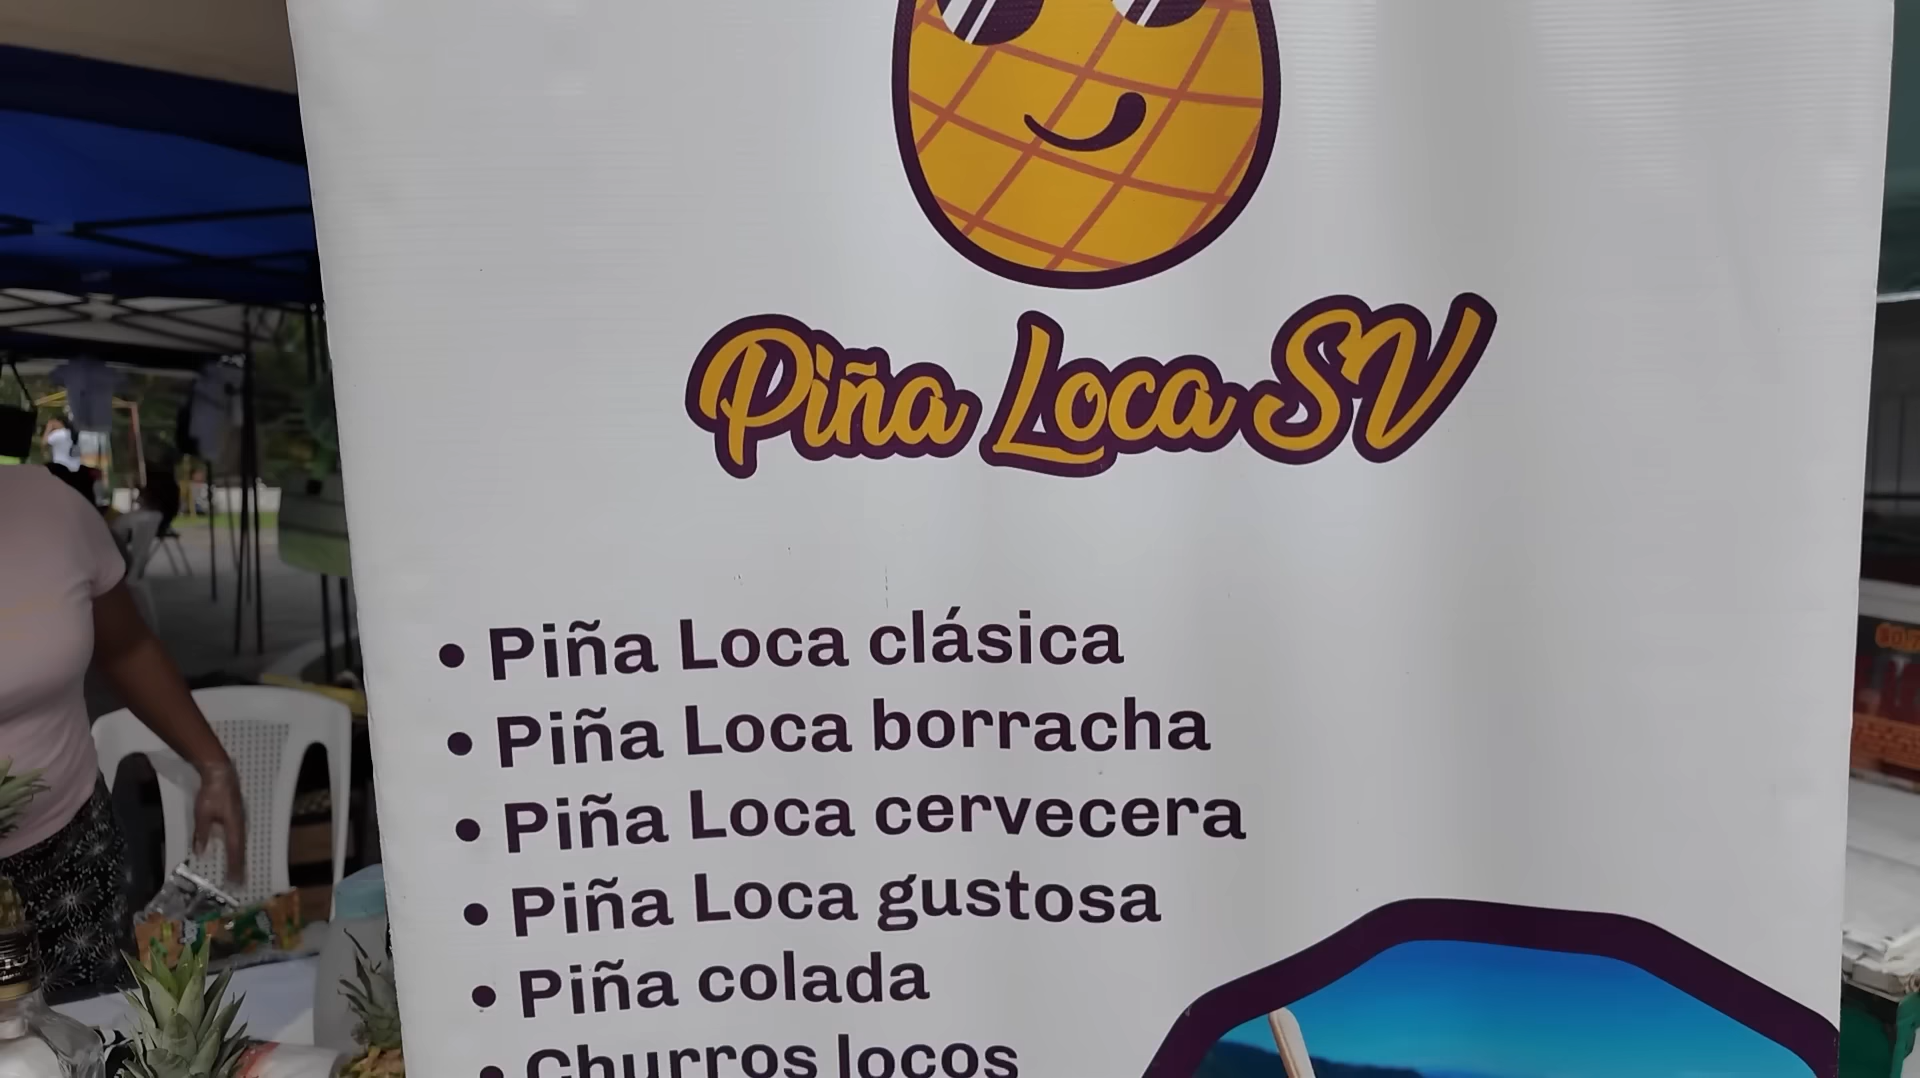 Piña Loca SV
• Piña Loca clásica
• Piña Loca borracha
• Piña Loca cervecera
• Piña Loca gustosa
• Piña colada
• Churros locos